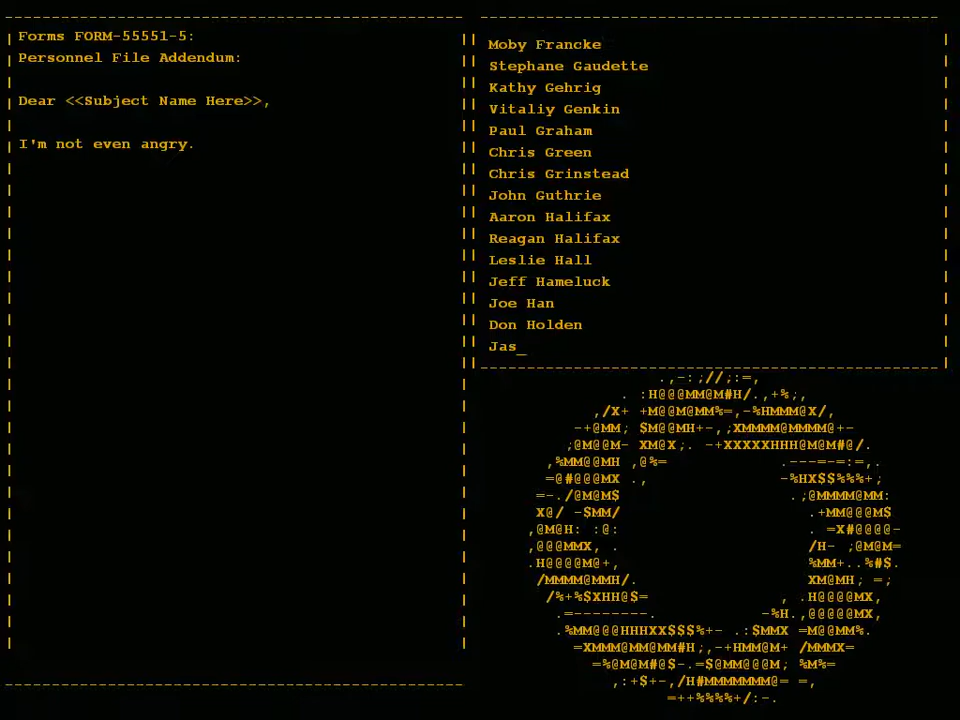 Forms FORM-55551-5:
Personnel File Addendum:
Dear <<Subject Name Here>>,
I'm not even angry.
Moby Francke
Stephane Gaudette
Kathy Gehrig
Vitaliy Genkin
Paul Graham
Chris Green
Chris Grinstead
John Guthrie
Aaron Halifax
Reagan Halifax
Leslie Hall
Jeff Hameluck
Joe Han
Don Holden
Jas_